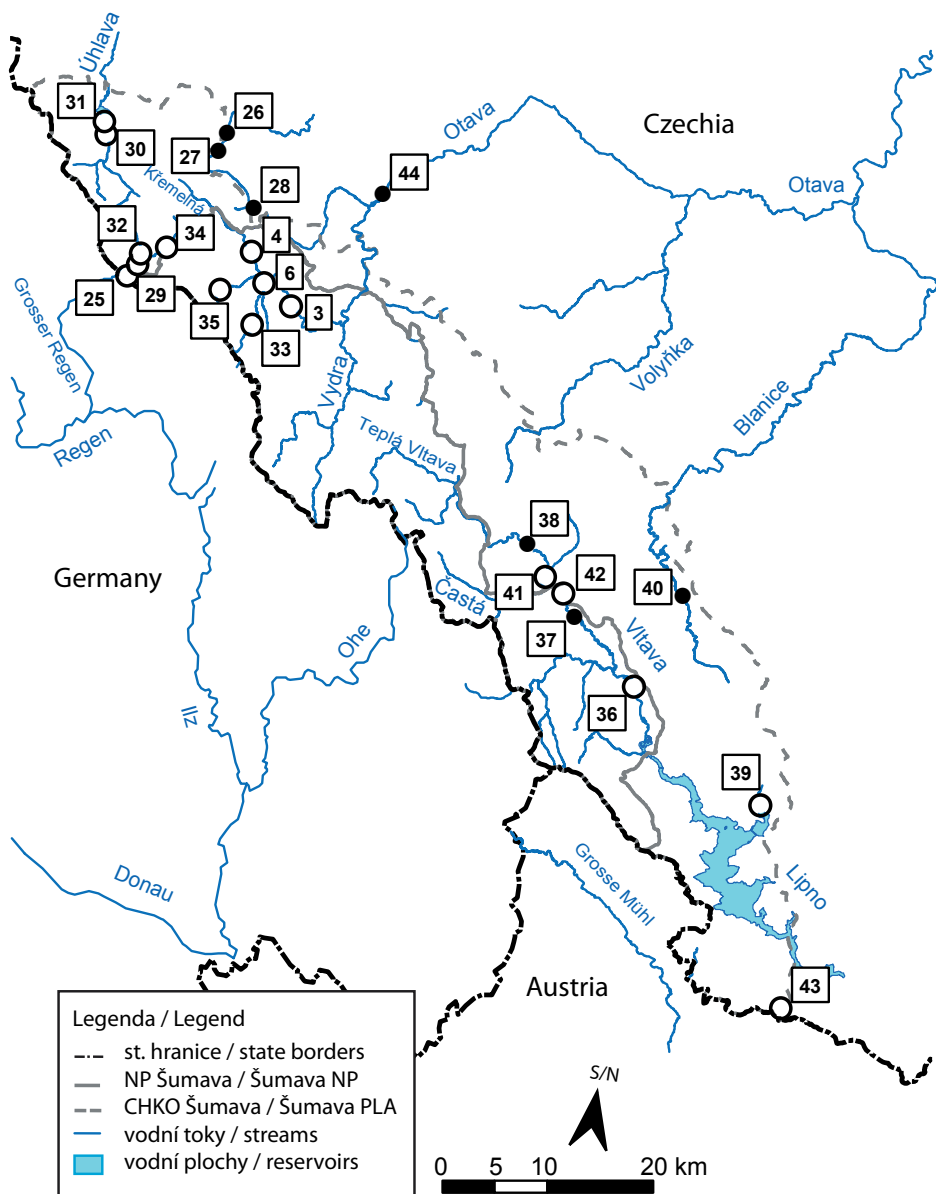 Úhlava
31
26
30
27
Otava
Czechia
44
28
Křemelná
Otava
32
34
4
6
25
29
3
35
33
Grosser Regen
Vydra
Volyňka
Blanice
Regen
Teplá Vltava
38
Germany
41
42
40
Častá
37
Vltava
Ohe
36
Ilz
39
Donau
Grosse Mühl
Lipno
Austria
43
Legenda / Legend
st. hranice / state borders
NP Šumava / Šumava NP
CHKO Šumava / Šumava PLA
vodní toky / streams
vodní plochy / reservoirs
S/N
0 5 10 20 km